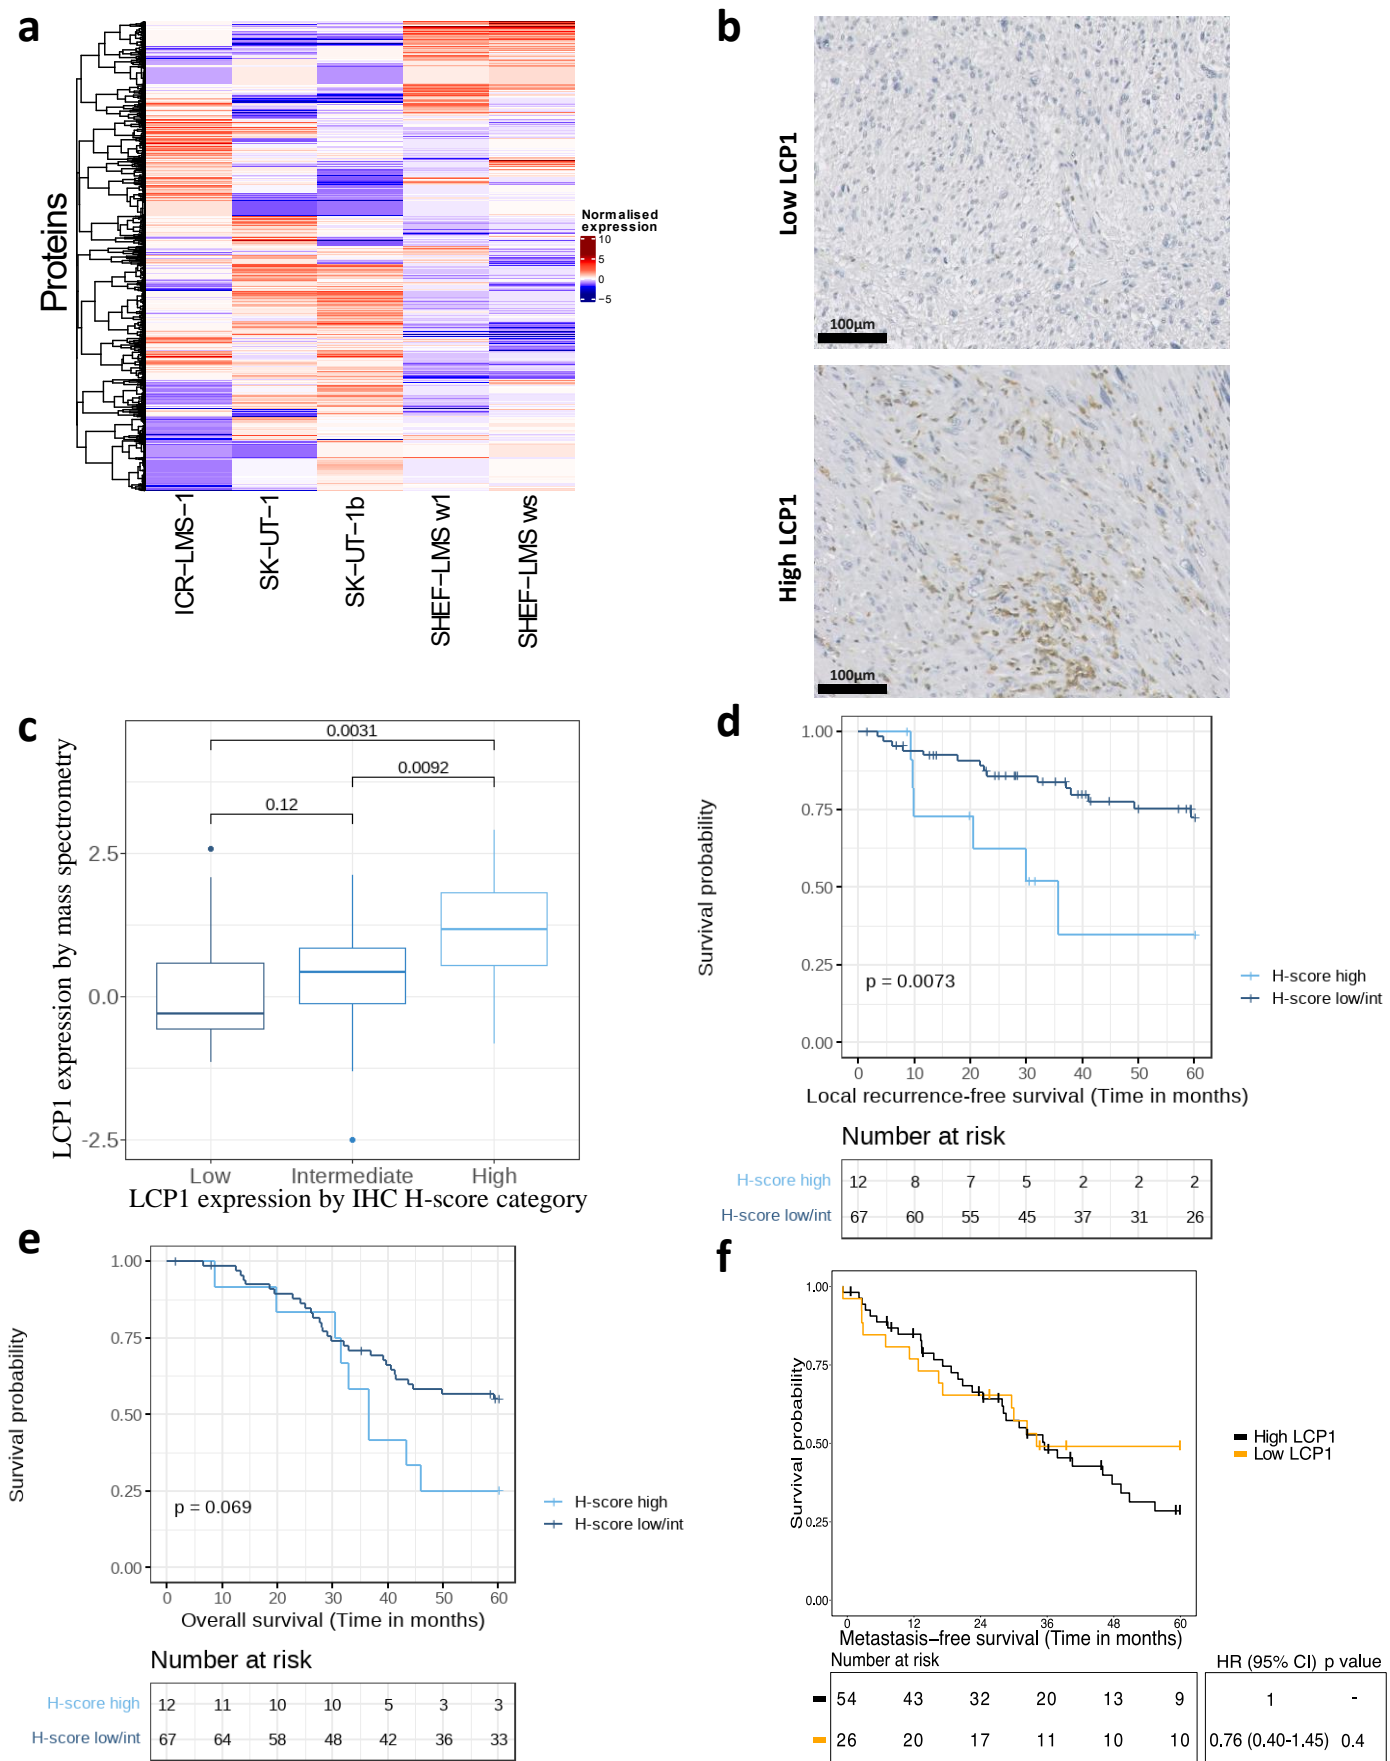 a
Proteins
Normalised
expression
10
5
0
−5
ICR−LMS−1
SK−UT−1
SK−UT−1b
SHEF−LMS w1
SHEF−LMS ws
b
Low LCP1
100µm
High LCP1
100µm
c
LCP1 expression by mass spectrometry
2.5
0.0
-2.5
0.0031
0.0092
0.12
Low Intermediate High
LCP1 expression by IHC H-score category
d
Survival probability
1.00
0.75
0.50
0.25
0.00
p = 0.0073
0 10 20 30 40 50 60
Local recurrence-free survival (Time in months)
H-score high
H-score low/int
Number at risk
H-score high 12 8 7 5 2 2 2
H-score low/int 67 60 55 45 37 31 26
e
Survival probability
1.00
0.75
0.50
0.25
0.00
p = 0.069
0 10 20 30 40 50 60
Overall survival (Time in months)
H-score high
H-score low/int
Number at risk
H-score high 12 11 10 10 5 3 3
H-score low/int 67 64 58 48 42 36 33
f
Survival probability
1.00
0.75
0.50
0.25
0.00
0 12 24 36 48 60
Metastasis−free survival (Time in months)
High LCP1
Low LCP1
Number at risk
HR (95% CI) p value
54 43 32 20 13 9 1 -
26 20 17 11 10 10 0.76 (0.40-1.45) 0.4